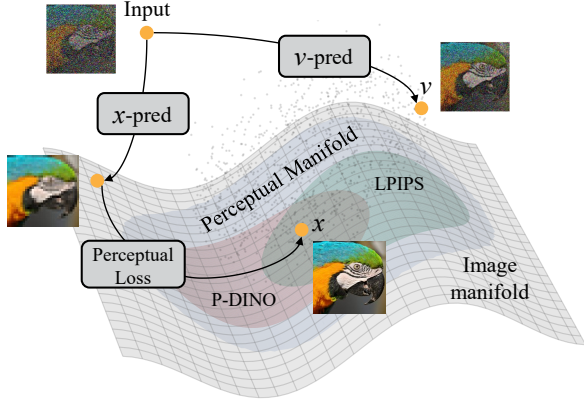 Input
v-pred
v
x-pred
Perceptual Manifold
LPIPS
x
Perceptual
Loss
P-DINO
Image
manifold